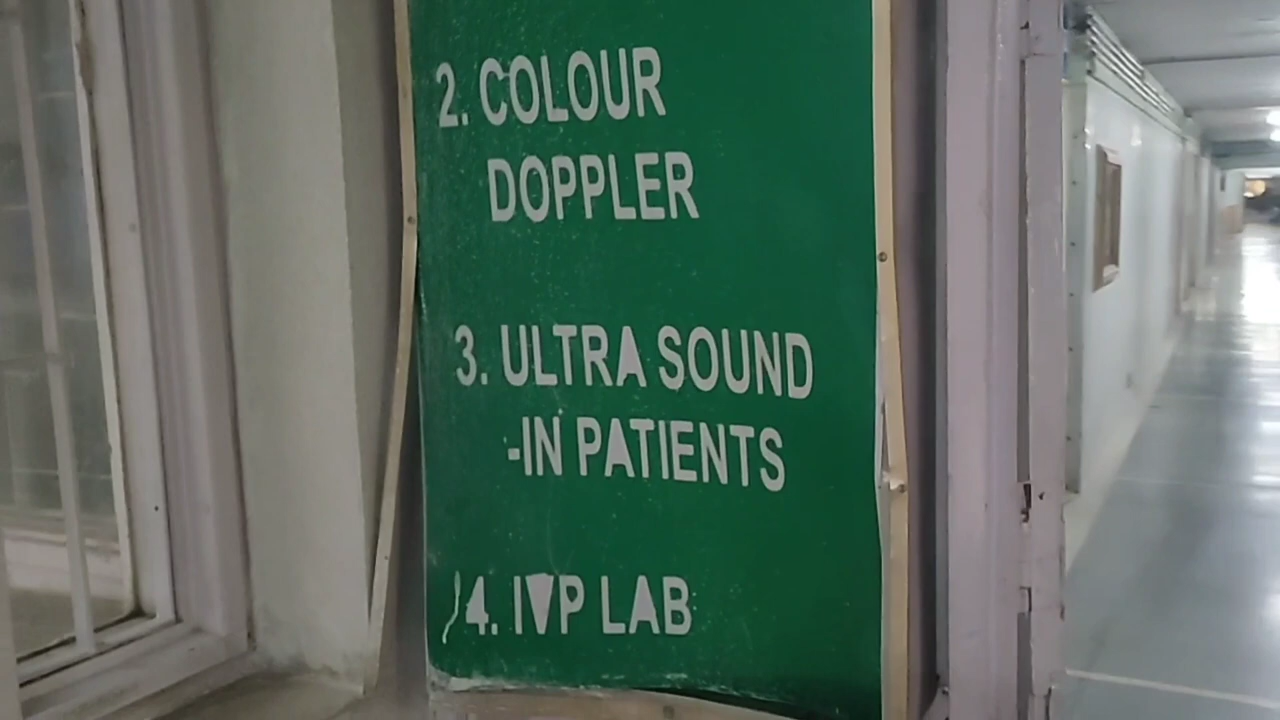 2. COLOUR
DOPPLER
3. ULTRA SOUND
-IN PATIENTS
4. IVP LAB